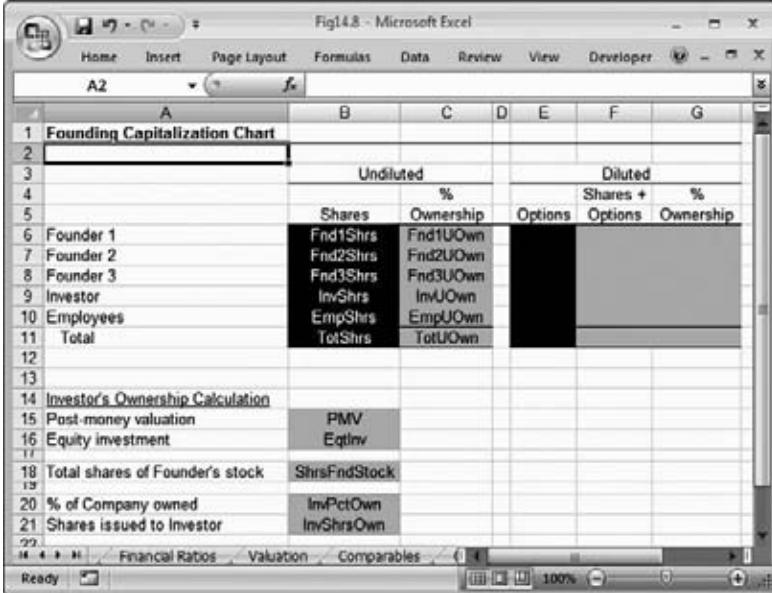 Fig14.8 - Microsoft Excel
Home Insert Page Layout Formulas Data Review View Developer
A2 fx
A B C D E F G
1 Founding Capitalization Chart
2
3 Undiluted Diluted
4 % Shares + %
5 Shares Ownership Options Options Ownership
6 Founder 1 Fnd1Shrs Fnd1UOwn
7 Founder 2 Fnd2Shrs Fnd2UOwn
8 Founder 3 Fnd3Shrs Fnd3UOwn
9 Investor InvShrs InvUOwn
10 Employees EmpShrs EmpUOwn
11 Total TotShrs TotUOwn
12
13
14 Investor's Ownership Calculation
15 Post-money valuation PMV
16 Equity investment EqtInv
17
18 Total shares of Founder's stock ShrsFndStock
19
20 % of Company owned InvPctOwn
21 Shares issued to Investor InvShrsOwn
22
Financial Ratios Valuation Comparables
Ready 100%